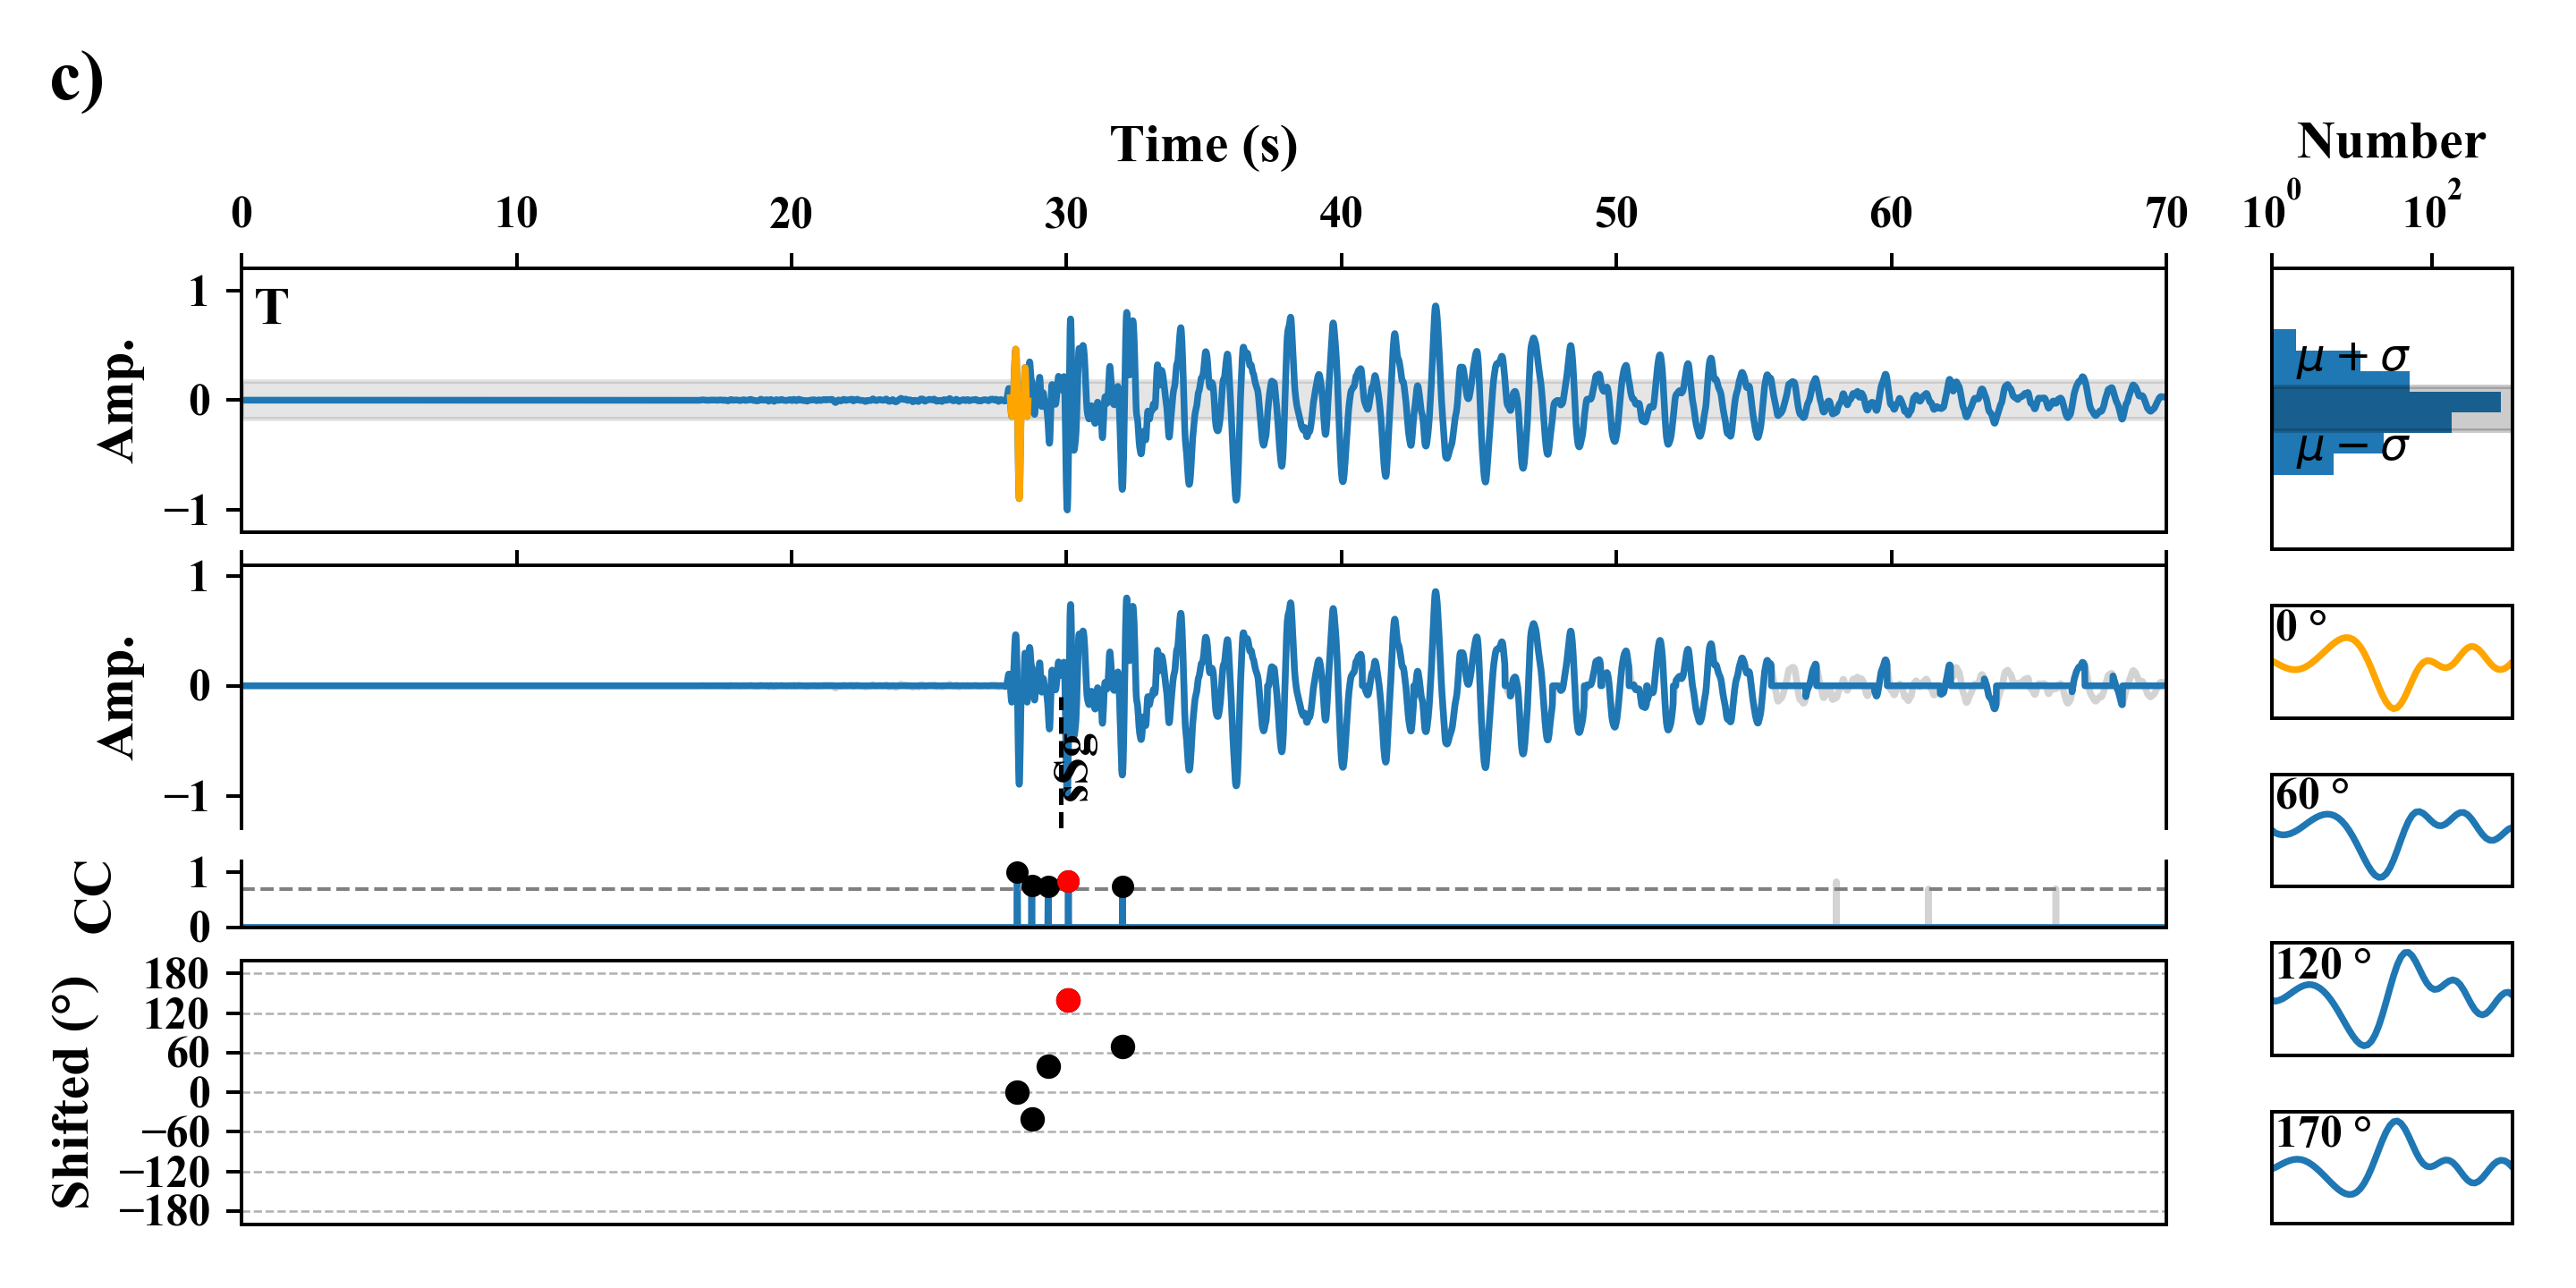 c)
Time (s)
Number
0 10 20 30 40 50 60 70
10^0 10^2
T
Amp.
1
0
−1
μ + σ
μ − σ
Amp.
1
0
−1
sSg
0 °
60 °
CC
1
0
120 °
Shifted (°)
180
120
60
0
−60
−120
−180
170 °